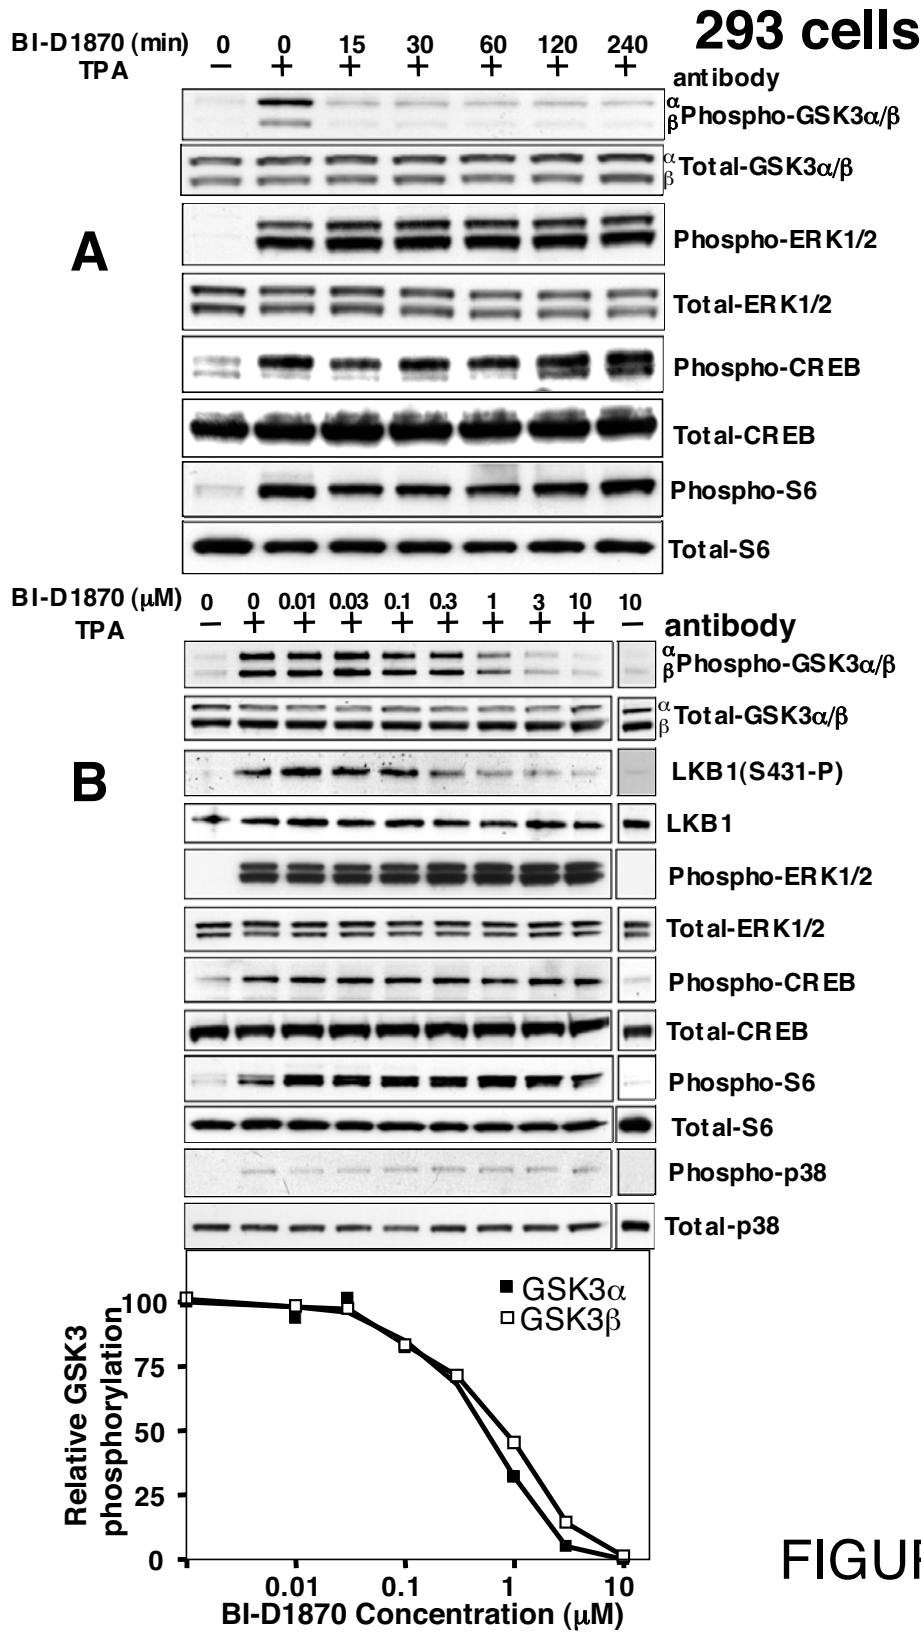 293 cells
BI-D1870 (min) 0 0 15 30 60 120 240
TPA − + + + + + +
antibody
α
β Phospho-GSK3α/β
α
β Total-GSK3α/β
A
Phospho-ERK1/2
Total-ERK1/2
Phospho-CREB
Total-CREB
Phospho-S6
Total-S6
BI-D1870 (μM) 0 0 0.01 0.03 0.1 0.3 1 3 10 10
TPA − + + + + + + + + −
antibody
α
β Phospho-GSK3α/β
α
β Total-GSK3α/β
B
LKB1(S431-P)
LKB1
Phospho-ERK1/2
Total-ERK1/2
Phospho-CREB
Total-CREB
Phospho-S6
Total-S6
Phospho-p38
Total-p38
GSK3α
GSK3β
Relative GSK3
phosphorylation
100
75
50
25
0
0.01 0.1 1 10
BI-D1870 Concentration (μM)